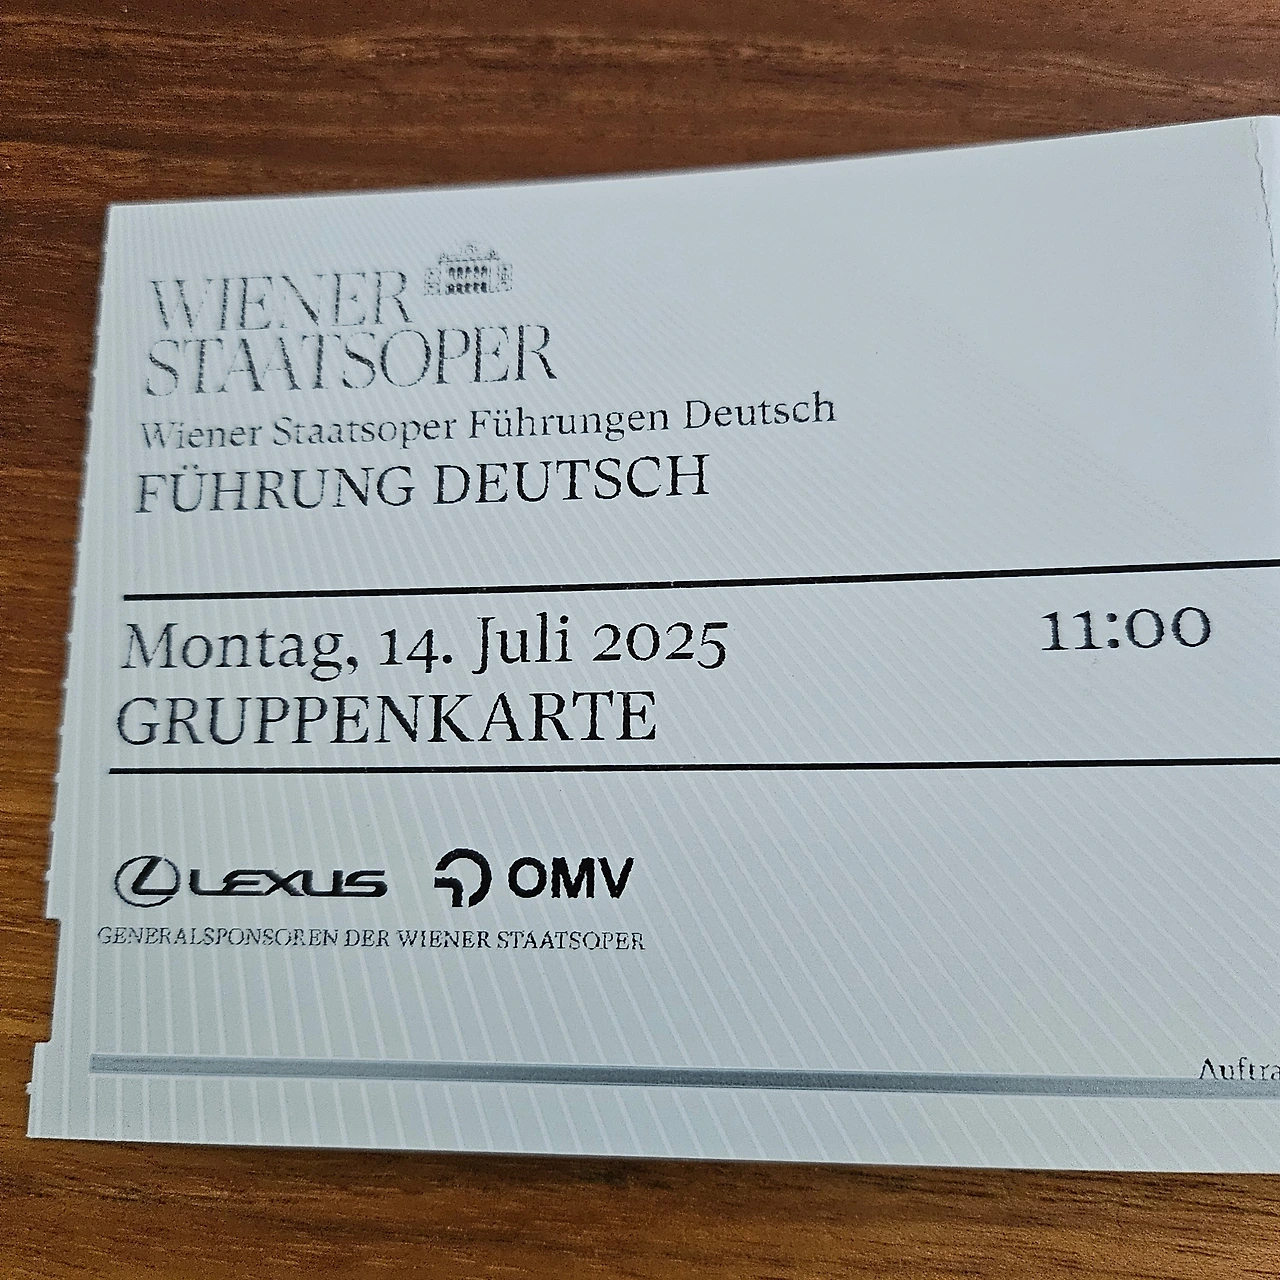 WIENER
STAATSOPER
Wiener Staatsoper Führungen Deutsch
FÜHRUNG DEUTSCH
Montag, 14. Juli 2025 11:00
GRUPPENKARTE
LEXUS OMV
GENERALSPONSOREN DER WIENER STAATSOPER
Auftra